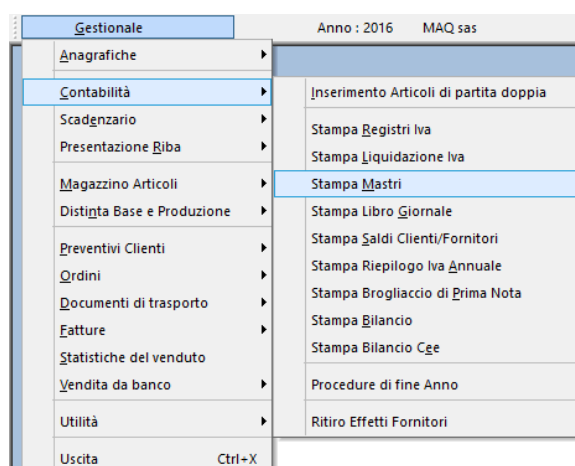 Gestionale
Anno : 2016 MAQ sas
Anagrafiche
Contabilità
Scadenzario
Presentazione Riba
Magazzino Articoli
Distinta Base e Produzione
Preventivi Clienti
Ordini
Documenti di trasporto
Fatture
Statistiche del venduto
Vendita da banco
Utilità
Uscita Ctrl+X
Inserimento Articoli di partita doppia
Stampa Registri Iva
Stampa Liquidazione Iva
Stampa Mastri
Stampa Libro Giornale
Stampa Saldi Clienti/Fornitori
Stampa Riepilogo Iva Annuale
Stampa Brogliaccio di Prima Nota
Stampa Bilancio
Stampa Bilancio Cee
Procedure di fine Anno
Ritiro Effetti Fornitori